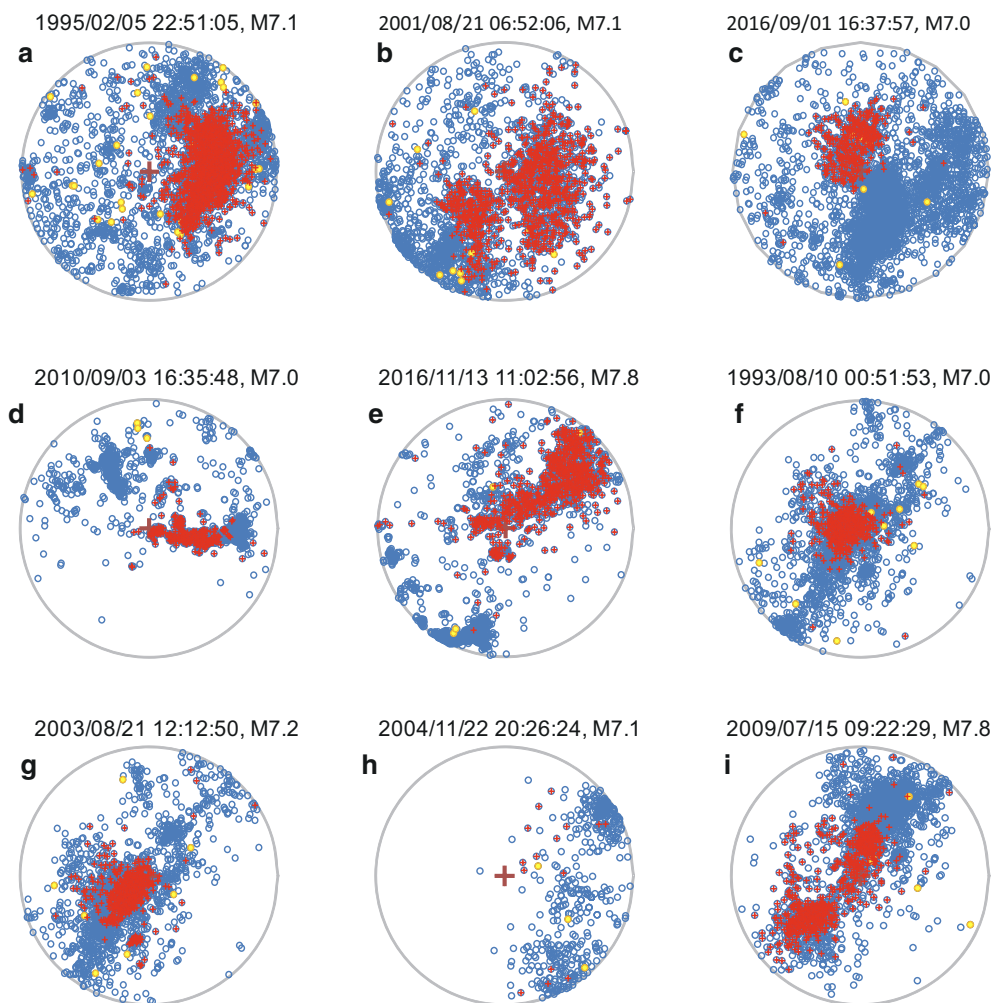 1995/02/05 22:51:05, M7.1
a
2001/08/21 06:52:06, M7.1
b
2016/09/01 16:37:57, M7.0
c
2010/09/03 16:35:48, M7.0
d
2016/11/13 11:02:56, M7.8
e
1993/08/10 00:51:53, M7.0
f
2003/08/21 12:12:50, M7.2
g
2004/11/22 20:26:24, M7.1
h
2009/07/15 09:22:29, M7.8
i